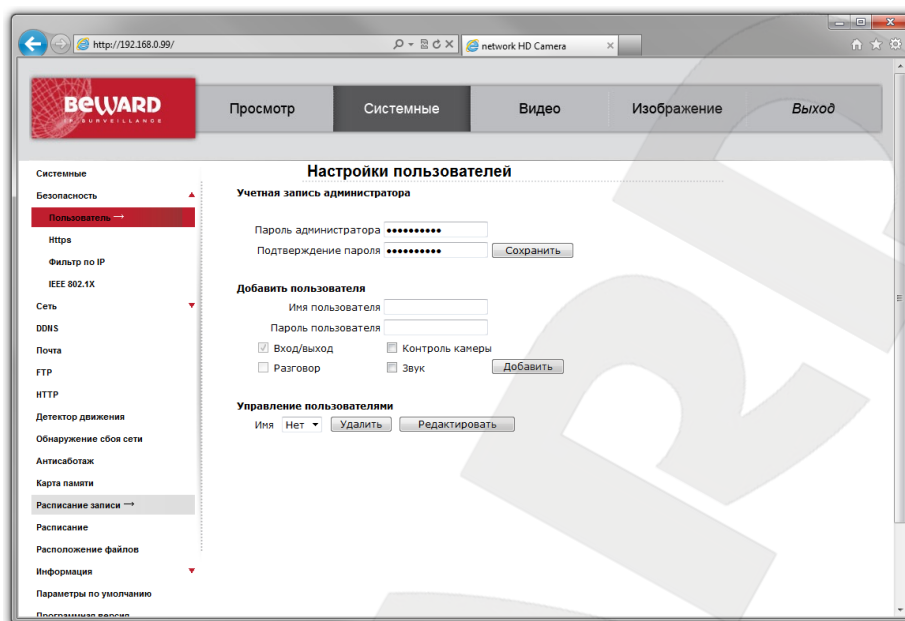 http://192.168.0.99/
network HD Camera
BEWARD
IP SURVEILLANCE
Просмотр
Системные
Видео
Изображение
Выход
Системные
Безопасность
Пользователь →
Https
Фильтр по IP
IEEE 802.1X
Сеть
DDNS
Почта
FTP
HTTP
Детектор движения
Обнаружение сбоя сети
Антисаботаж
Карта памяти
Расписание записи →
Расписание
Расположение файлов
Информация
Параметры по умолчанию
Программная версия
Настройки пользователей
Учетная запись администратора
Пароль администратора ••••••••••
Подтверждение пароля •••••••••• Сохранить
Добавить пользователя
Имя пользователя
Пароль пользователя
Вход/выход Контроль камеры
Разговор Звук Добавить
Управление пользователями
Имя Нет Удалить Редактировать